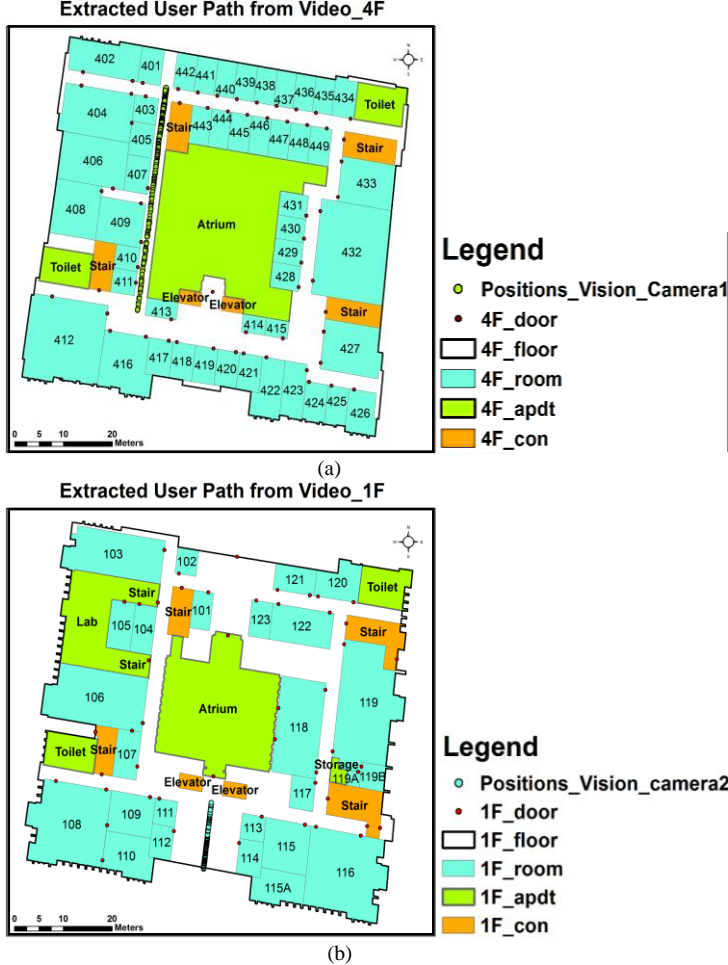 Extracted User Path from Video_4F
402 401 442 441 440 439 438 437 436 435 434 Toilet
404 403 Stair 443 444 445 446 447 448 449 Stair
405
406 407 433
431
408 409 Atrium 430 432
429
Toilet Stair 410 428
411 Elevator Elevator Stair
413 414 415 427
412 416 417 418 419 420 421 422 423 424 425 426
0 5 10 20
Meters
N
W E
S
Legend
Positions_Vision_Camera1
4F_door
4F_floor
4F_room
4F_apdt
4F_con
(a)
Extracted User Path from Video_1F
103 102 121 120 Toilet
Stair Stair 101
Lab 105 104 123 122 Stair
Stair
106 Atrium 118 119
Toilet Stair 107 Storage
119A 119B
Elevator Elevator 117 Stair
108 109 111 113 115 116
110 112 114
115A
0 5 10 20
Meters
N
W E
S
Legend
Positions_Vision_camera2
1F_door
1F_floor
1F_room
1F_apdt
1F_con
(b)